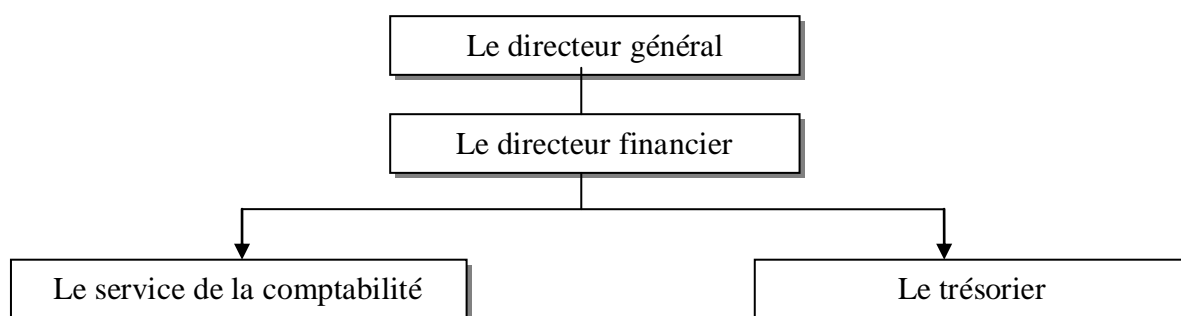 Le directeur général
Le directeur financier
Le service de la comptabilité
Le trésorier